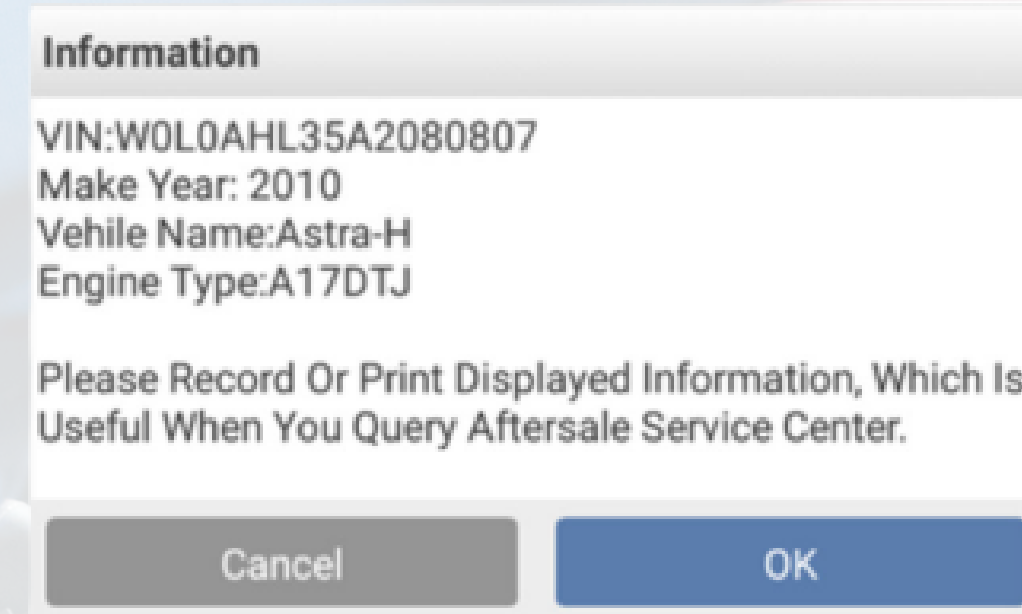 Information
VIN:W0L0AHL35A2080807
Make Year: 2010
Vehile Name:Astra-H
Engine Type:A17DTJ
Please Record Or Print Displayed Information, Which Is
Useful When You Query Aftersale Service Center.
Cancel
OK